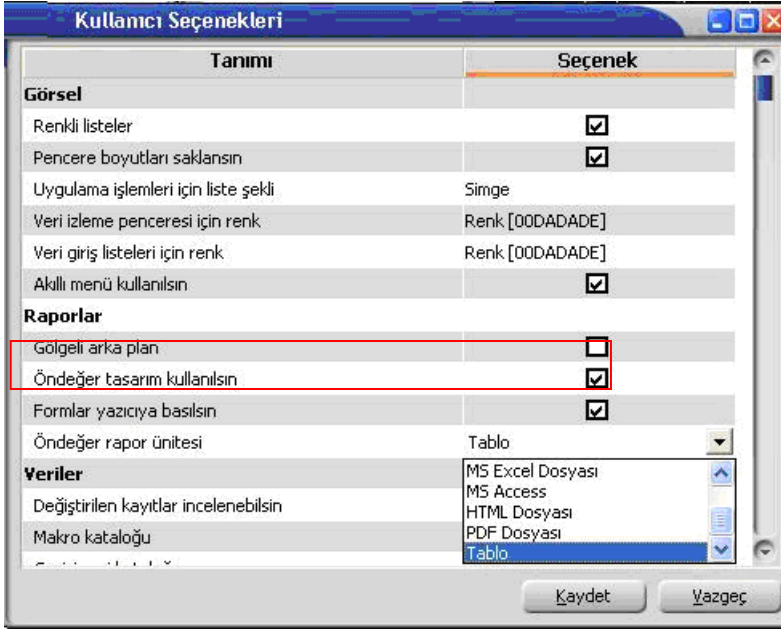 Kullanıcı Seçenekleri
Tanımı Seçenek
Görsel
Renkli listeler
Pencere boyutları saklansın
Uygulama işlemleri için liste şekli Simge
Veri izleme penceresi için renk Renk [00DADADE]
Veri giriş listeleri için renk Renk [00DADADE]
Akıllı menü kullanılsın
Raporlar
Gölgeli arka plan
Öndeğer tasarım kullanılsın
Formlar yazıcıya basılsın
Öndeğer rapor ünitesi Tablo
Veriler MS Excel Dosyası
MS Access
Değiştirilen kayıtlar incelenebilsin HTML Dosyası
PDF Dosyası
Makro kataloğu Tablo
Kaydet Vazgeç